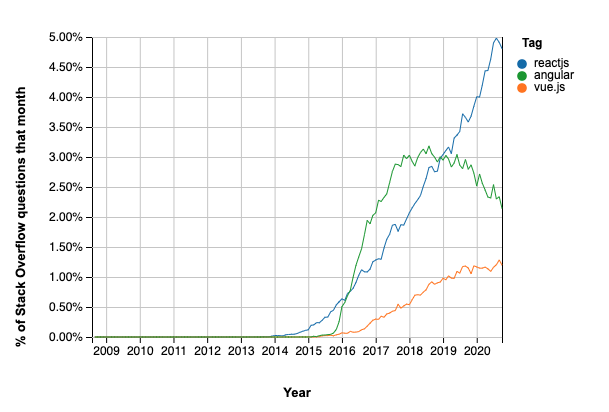 Tag
reactjs
angular
vue.js
5.00%
4.50%
4.00%
3.50%
3.00%
2.50%
2.00%
1.50%
1.00%
0.50%
0.00%
% of Stack Overflow questions that month
2009 2010 2011 2012 2013 2014 2015 2016 2017 2018 2019 2020
Year